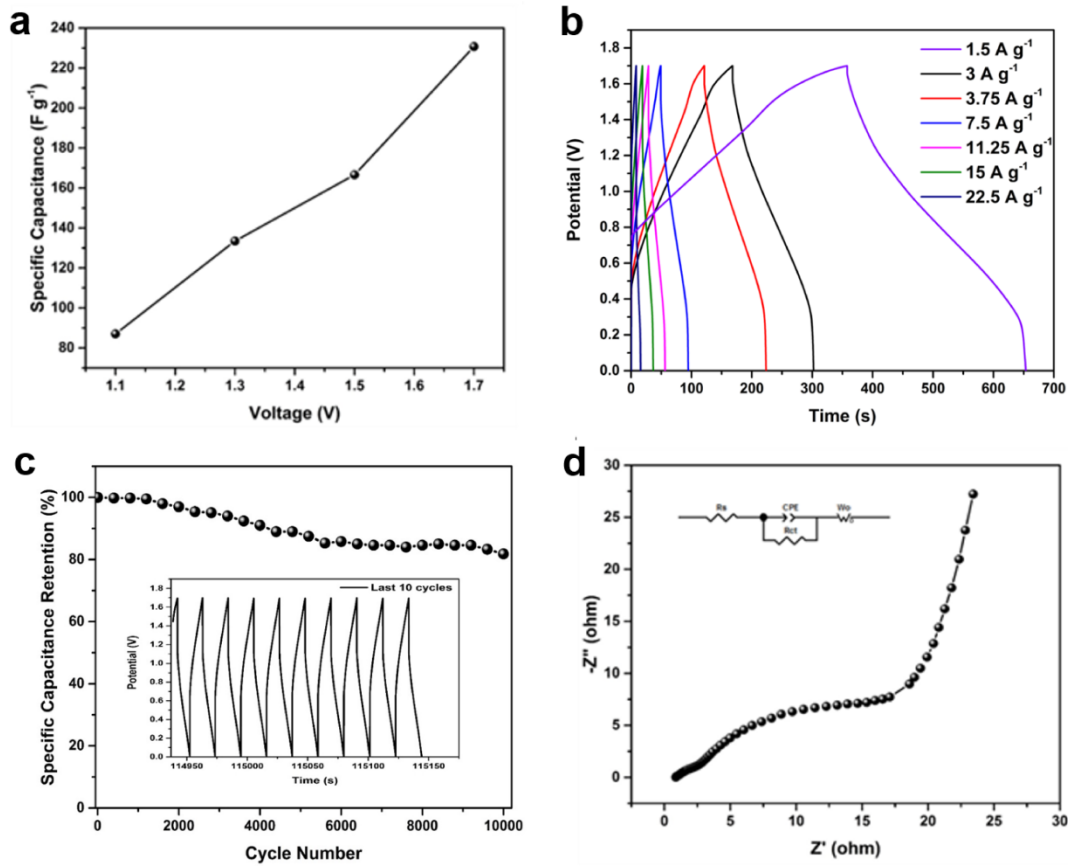 a
Specific Capacitance (F g⁻¹)
240
220
200
180
160
140
120
100
80
1.1 1.2 1.3 1.4 1.5 1.6 1.7
Voltage (V)
b
Potential (V)
1.8
1.6
1.4
1.2
1.0
0.8
0.6
0.4
0.2
0.0
1.5 A g⁻¹
3 A g⁻¹
3.75 A g⁻¹
7.5 A g⁻¹
11.25 A g⁻¹
15 A g⁻¹
22.5 A g⁻¹
0 100 200 300 400 500 600 700
Time (s)
c
Specific Capacitance Retention (%)
100
80
60
40
20
0
Last 10 cycles
Potential (V)
1.8
1.6
1.4
1.2
1.0
0.8
0.6
0.4
0.2
0.0
114950 115000 115050 115100 115150
Time (s)
0 2000 4000 6000 8000 10000
Cycle Number
d
-Z'' (ohm)
30
25
20
15
10
5
0
Rs CPE Wo
Rct
0 5 10 15 20 25 30
Z' (ohm)